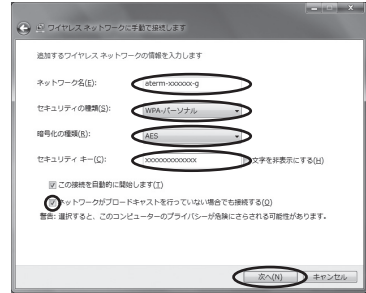 ワイヤレス ネットワークに手動で接続します
追加するワイヤレス ネットワークの情報を入力します
ネットワーク名(E): aterm-xxxxxx-g
セキュリティの種類(S): WPA-パーソナル
暗号化の種類(R): AES
セキュリティ キー(C): xxxxxxxxxxxxx 文字を非表示にする(H)
この接続を自動的に開始します(T)
ネットワークがブロードキャストを行っていない場合でも接続する(O)
警告: 選択すると、このコンピューターのプライバシーが危険にさらされる可能性があります。
次へ(N) キャンセル